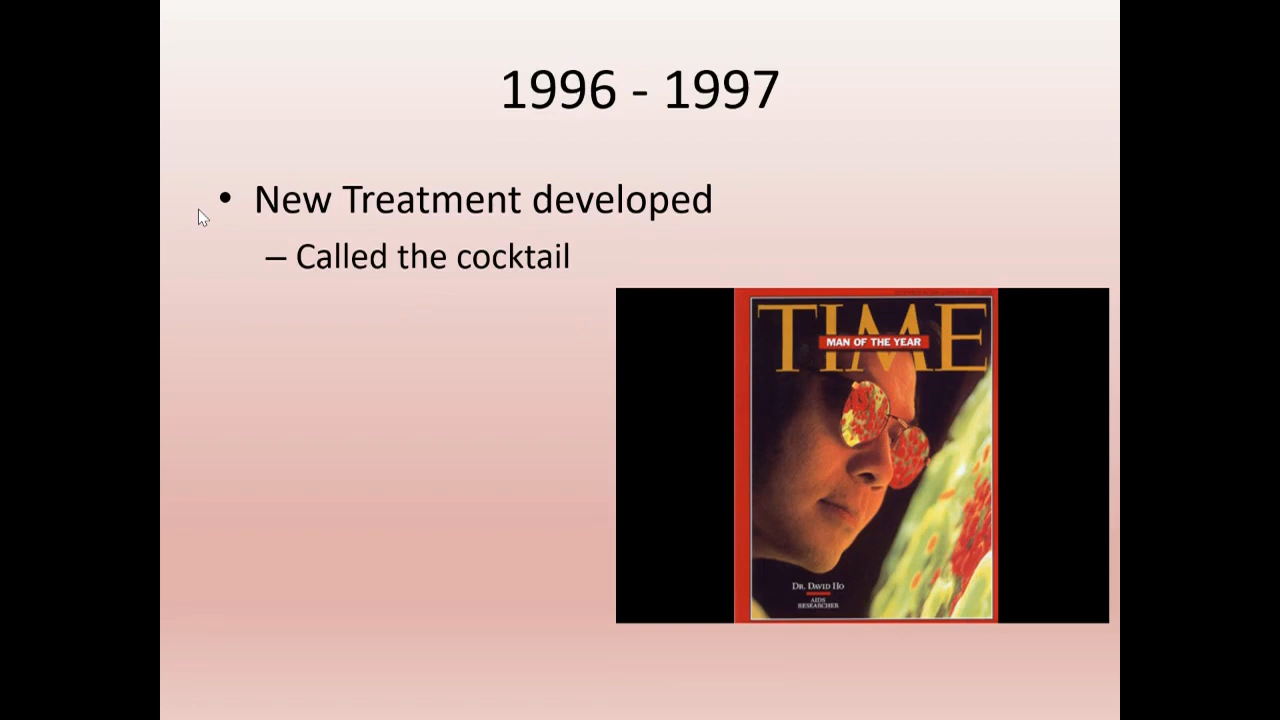 1996 - 1997
• New Treatment developed
– Called the cocktail
TIME
MAN OF THE YEAR
DR. DAVID HO
AIDS
RESEARCHER